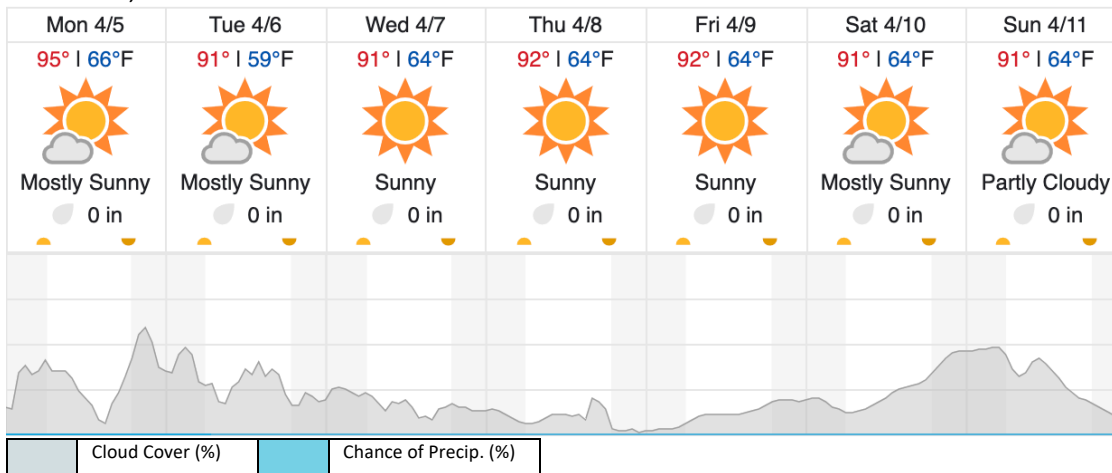 Mon 4/5 Tue 4/6 Wed 4/7 Thu 4/8 Fri 4/9 Sat 4/10 Sun 4/11
95° | 66°F 91° | 59°F 91° | 64°F 92° | 64°F 92° | 64°F 91° | 64°F 91° | 64°F
Mostly Sunny Mostly Sunny Sunny Sunny Sunny Mostly Sunny Partly Cloudy
0 in 0 in 0 in 0 in 0 in 0 in 0 in
Cloud Cover (%) Chance of Precip. (%)